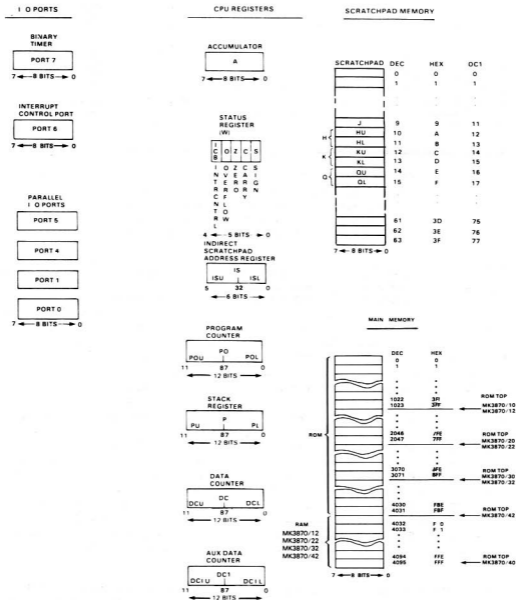 I O PORTS
BINARY
TIMER
PORT 7
7 8 BITS 0
INTERRUPT
CONTROL PORT
PORT 6
7 8 BITS 0
PARALLEL
I O PORTS
PORT 5
PORT 4
PORT 1
PORT 0
7 8 BITS 0
CPU REGISTERS
ACCUMULATOR
A
7 8 BITS 0
STATUS
REGISTER
(W)
ICB O Z C S
INTERRUPT CNTRL OVERFLOW ZERO CARRY SIGN
4 5 BITS 0
INDIRECT
SCRATCHPAD
ADDRESS REGISTER
IS
ISU ISL
5 32 0
6 BITS
PROGRAM
COUNTER
PO
POU POL
11 87 0
12 BITS
STACK
REGISTER
P
PU PL
11 87 0
12 BITS
DATA
COUNTER
DC
DCU DCL
11 87 0
12 BITS
AUX DATA
COUNTER
DC1
DC1U DC1L
11 87 0
12 BITS
SCRATCHPAD MEMORY
SCRATCHPAD DEC HEX OC1
0 0 0
1 1 1
J 9 9 11
H HU 10 A 12
HL 11 B 13
K KU 12 C 14
KL 13 D 15
Q QU 14 E 16
QL 15 F 17
61 3D 75
62 3E 76
63 3F 77
7 8 BITS 0
MAIN MEMORY
DEC HEX
0 0
1 1
1022 3FE
1023 3FF
ROM TOP
MK3870/10
MK3870/12
ROM
2046 7FE
2047 7FF
ROM TOP
MK3870/20
MK3870/22
3070 BFE
3071 BFF
ROM TOP
MK3870/30
MK3870/32
4030 FBE
4031 FBF
ROM TOP
MK3870/42
RAM
MK3870/12
MK3870/22
MK3870/32
MK3870/42
4032 F 0
4033 F 1
4094 FFE
4095 FFF
ROM TOP
MK3870/40
7 8 BITS 0